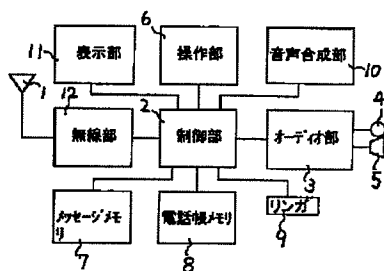 6
11 表示部
操作部
音声合成部 10
1
12
無線部
2
制御部
オーディオ部
4
5
3
メッセージメモリ
7
電話帳メモリ
8
リンガ
9